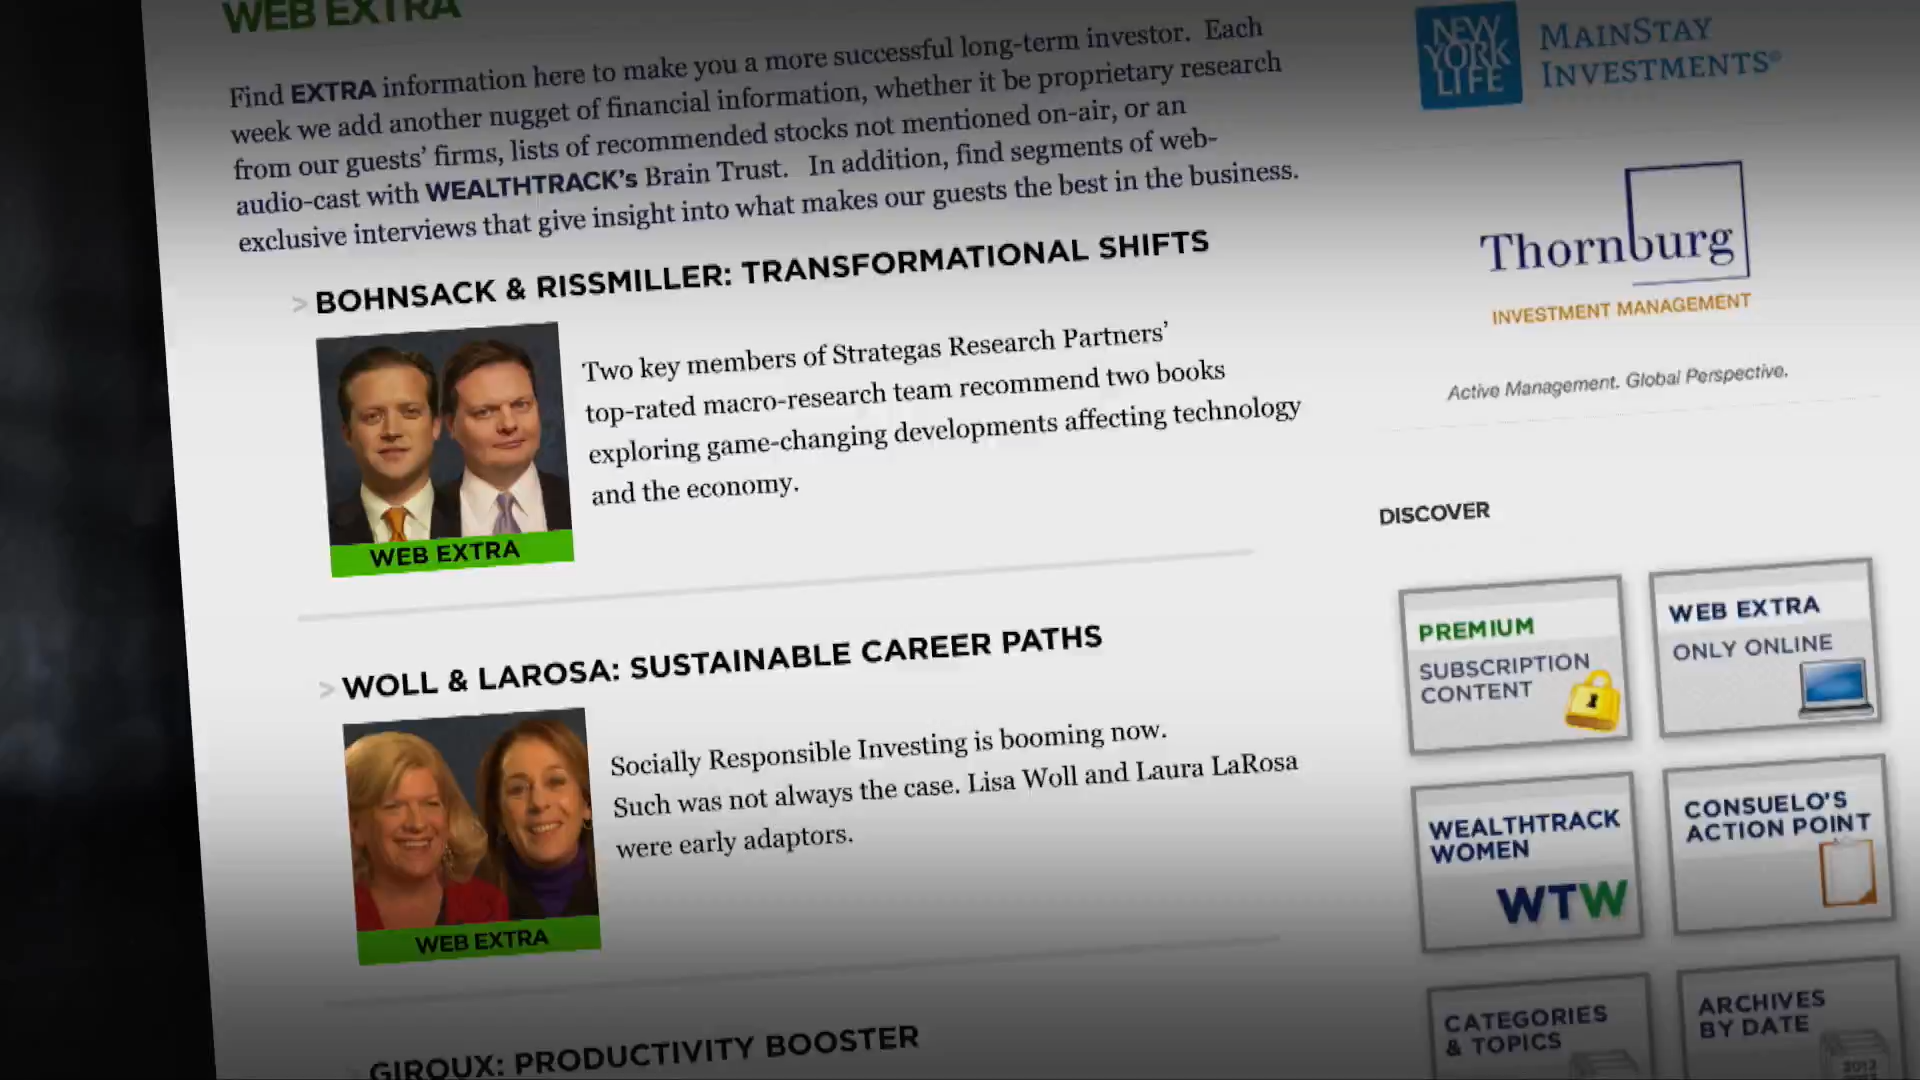 WEB EXTRA
Find EXTRA information here to make you a more successful long-term investor. Each
week we add another nugget of financial information, whether it be proprietary research
from our guests' firms, lists of recommended stocks not mentioned on-air, or an
audio-cast with WEALTHTRACK's Brain Trust. In addition, find segments of web-
exclusive interviews that give insight into what makes our guests the best in the business.
> BOHNSACK & RISSMILLER: TRANSFORMATIONAL SHIFTS
Two key members of Strategas Research Partners'
top-rated macro-research team recommend two books
exploring game-changing developments affecting technology
and the economy.
WEB EXTRA
> WOLL & LAROSA: SUSTAINABLE CAREER PATHS
Socially Responsible Investing is booming now.
Such was not always the case. Lisa Woll and Laura LaRosa
were early adaptors.
WEB EXTRA
> GIROUX: PRODUCTIVITY BOOSTER
NEW
YORK
LIFE
MAINSTAY
INVESTMENTS®
Thornburg
INVESTMENT MANAGEMENT
Active Management. Global Perspective.
DISCOVER
PREMIUM
SUBSCRIPTION
CONTENT
WEB EXTRA
ONLY ONLINE
WEALTHTRACK
WOMEN
WTW
CONSUELO'S
ACTION POINT
CATEGORIES
& TOPICS
ARCHIVES
BY DATE
2012